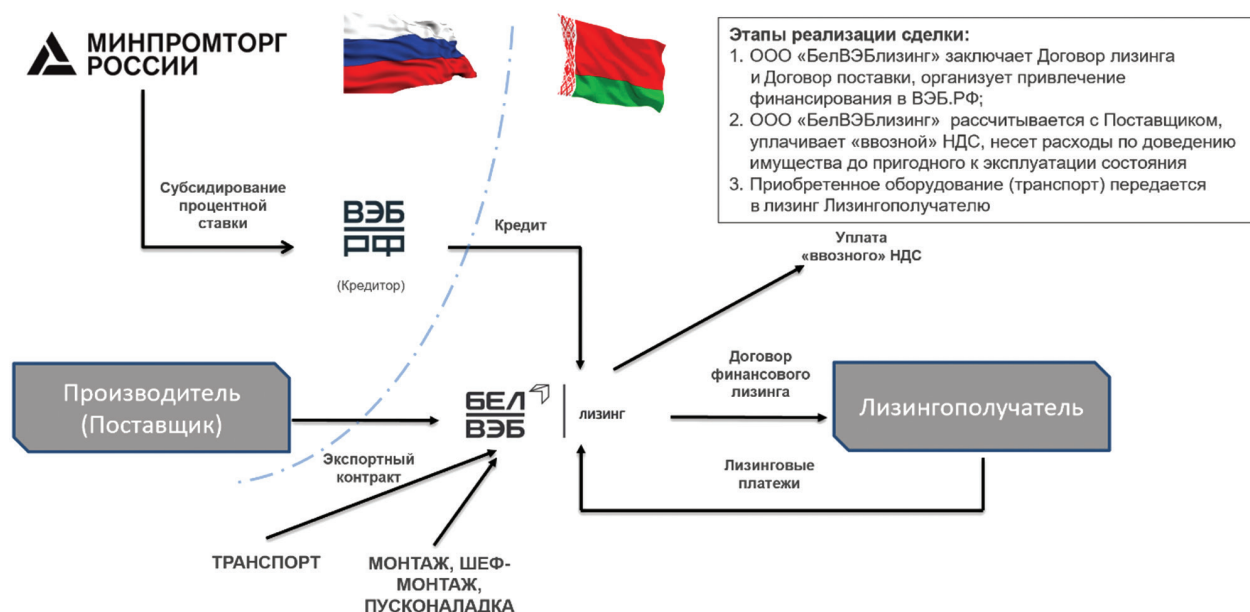 МИНПРОМТОРГ
РОССИИ
Этапы реализации сделки:
1. ООО «БелВЭБлизинг» заключает Договор лизинга
и Договор поставки, организует привлечение
финансирования в ВЭБ.РФ;
2. ООО «БелВЭБлизинг» рассчитывается с Поставщиком,
уплачивает «ввозной» НДС, несет расходы по доведению
имущества до пригодного к эксплуатации состояния
3. Приобретенное оборудование (транспорт) передается
в лизинг Лизингополучателю
Субсидирование
процентной
ставки
ВЭБ
РФ
(Кредитор)
Кредит
Уплата
«ввозного» НДС
Производитель
(Поставщик)
Экспортный
контракт
БЕЛ
ВЭБ
лизинг
Договор
финансового
лизинга
Лизингополучатель
Лизинговые
платежи
ТРАНСПОРТ
МОНТАЖ, ШЕФ-
МОНТАЖ,
ПУСКОНАЛАДКА